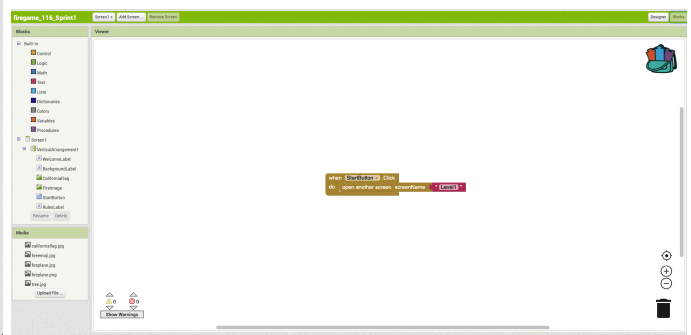 firegame_116_Sprint1
Screen1
Add Screen ...
Remove Screen
Designer
Blocks
Blocks
Viewer
Built-in
Control
Logic
Math
Text
Lists
Dictionaries
Colors
Variables
Procedures
Screen1
VerticalArrangement1
WelcomeLabel
BackgroundLabel
CaliforniaFlag
FireImage
StartButton
RulesLabel
Rename
Delete
when StartButton .Click
do open another screen screenName " Level1 "
Media
californiaflag.jpg
fireemoji.jpg
fireplane.jpg
fireplane.png
tree.jpg
Upload File ...
0
0
Show Warnings